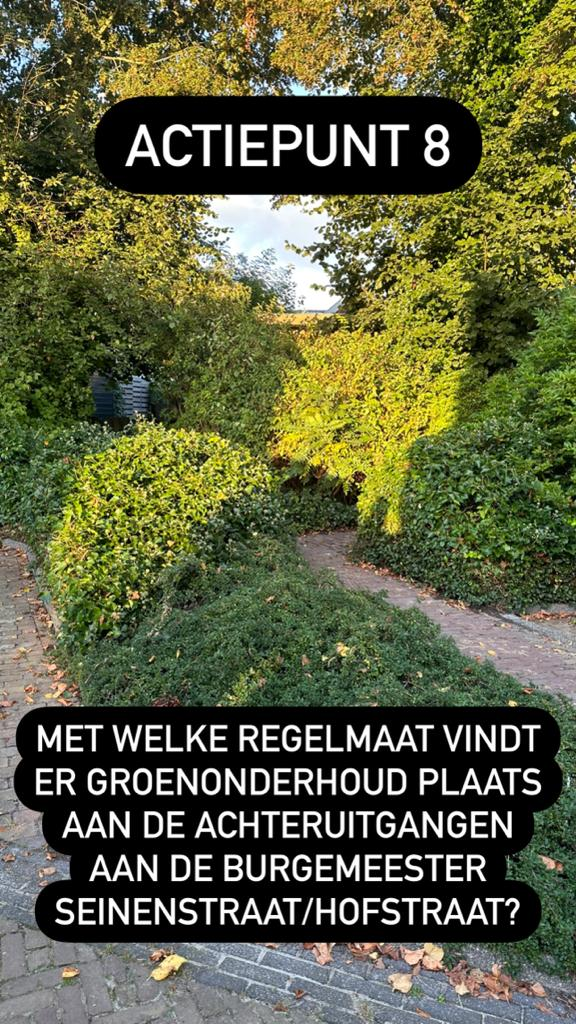 ACTIEPUNT 8
MET WELKE REGELMAAT VINDT
ER GROENONDERHOUD PLAATS
AAN DE ACHTERUITGANGEN
AAN DE BURGEMEESTER
SEINENSTRAAT/HOFSTRAAT?